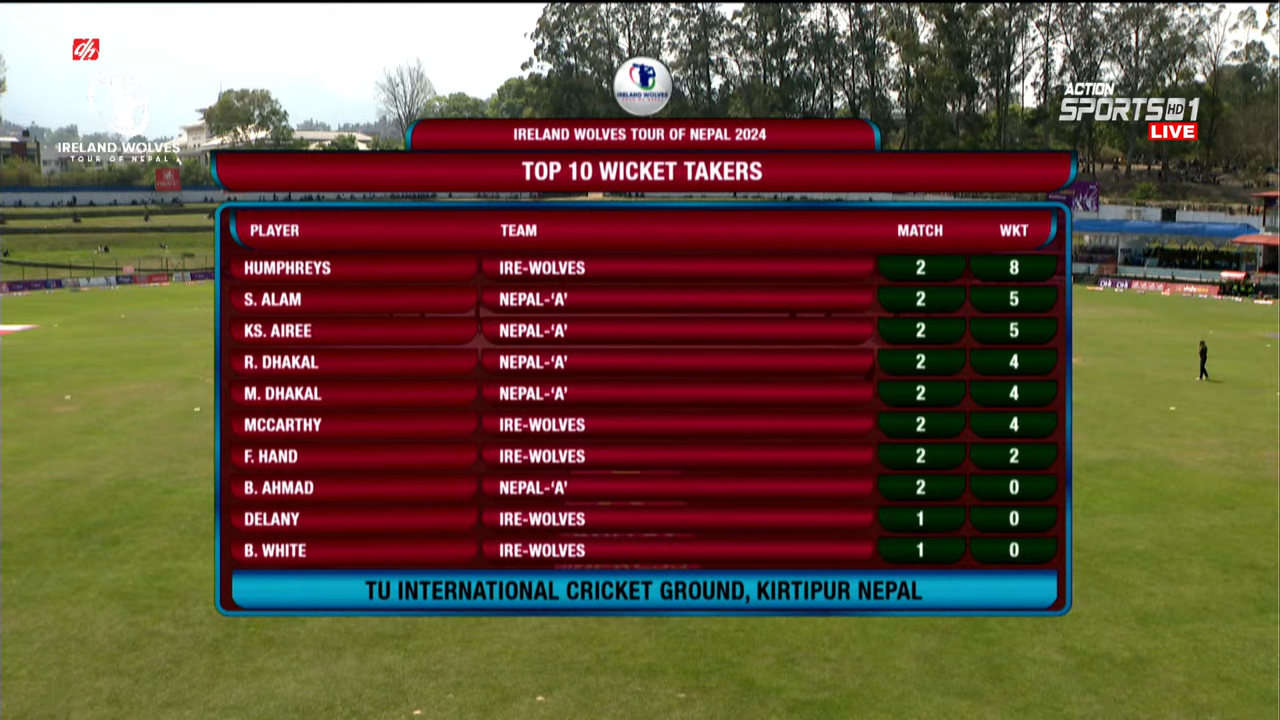 dh
ACTION
SPORTS HD 1
LIVE
IRELAND WOLVES
TOUR OF NEPAL
IRELAND WOLVES
IRELAND WOLVES TOUR OF NEPAL 2024
TOP 10 WICKET TAKERS
PLAYER TEAM MATCH WKT
HUMPHREYS IRE-WOLVES 2 8
S. ALAM NEPAL-‘A’ 2 5
KS. AIREE NEPAL-‘A’ 2 5
R. DHAKAL NEPAL-‘A’ 2 4
M. DHAKAL NEPAL-‘A’ 2 4
MCCARTHY IRE-WOLVES 2 4
F. HAND IRE-WOLVES 2 2
B. AHMAD NEPAL-‘A’ 2 0
DELANY IRE-WOLVES 1 0
B. WHITE IRE-WOLVES 1 0
TU INTERNATIONAL CRICKET GROUND, KIRTIPUR NEPAL